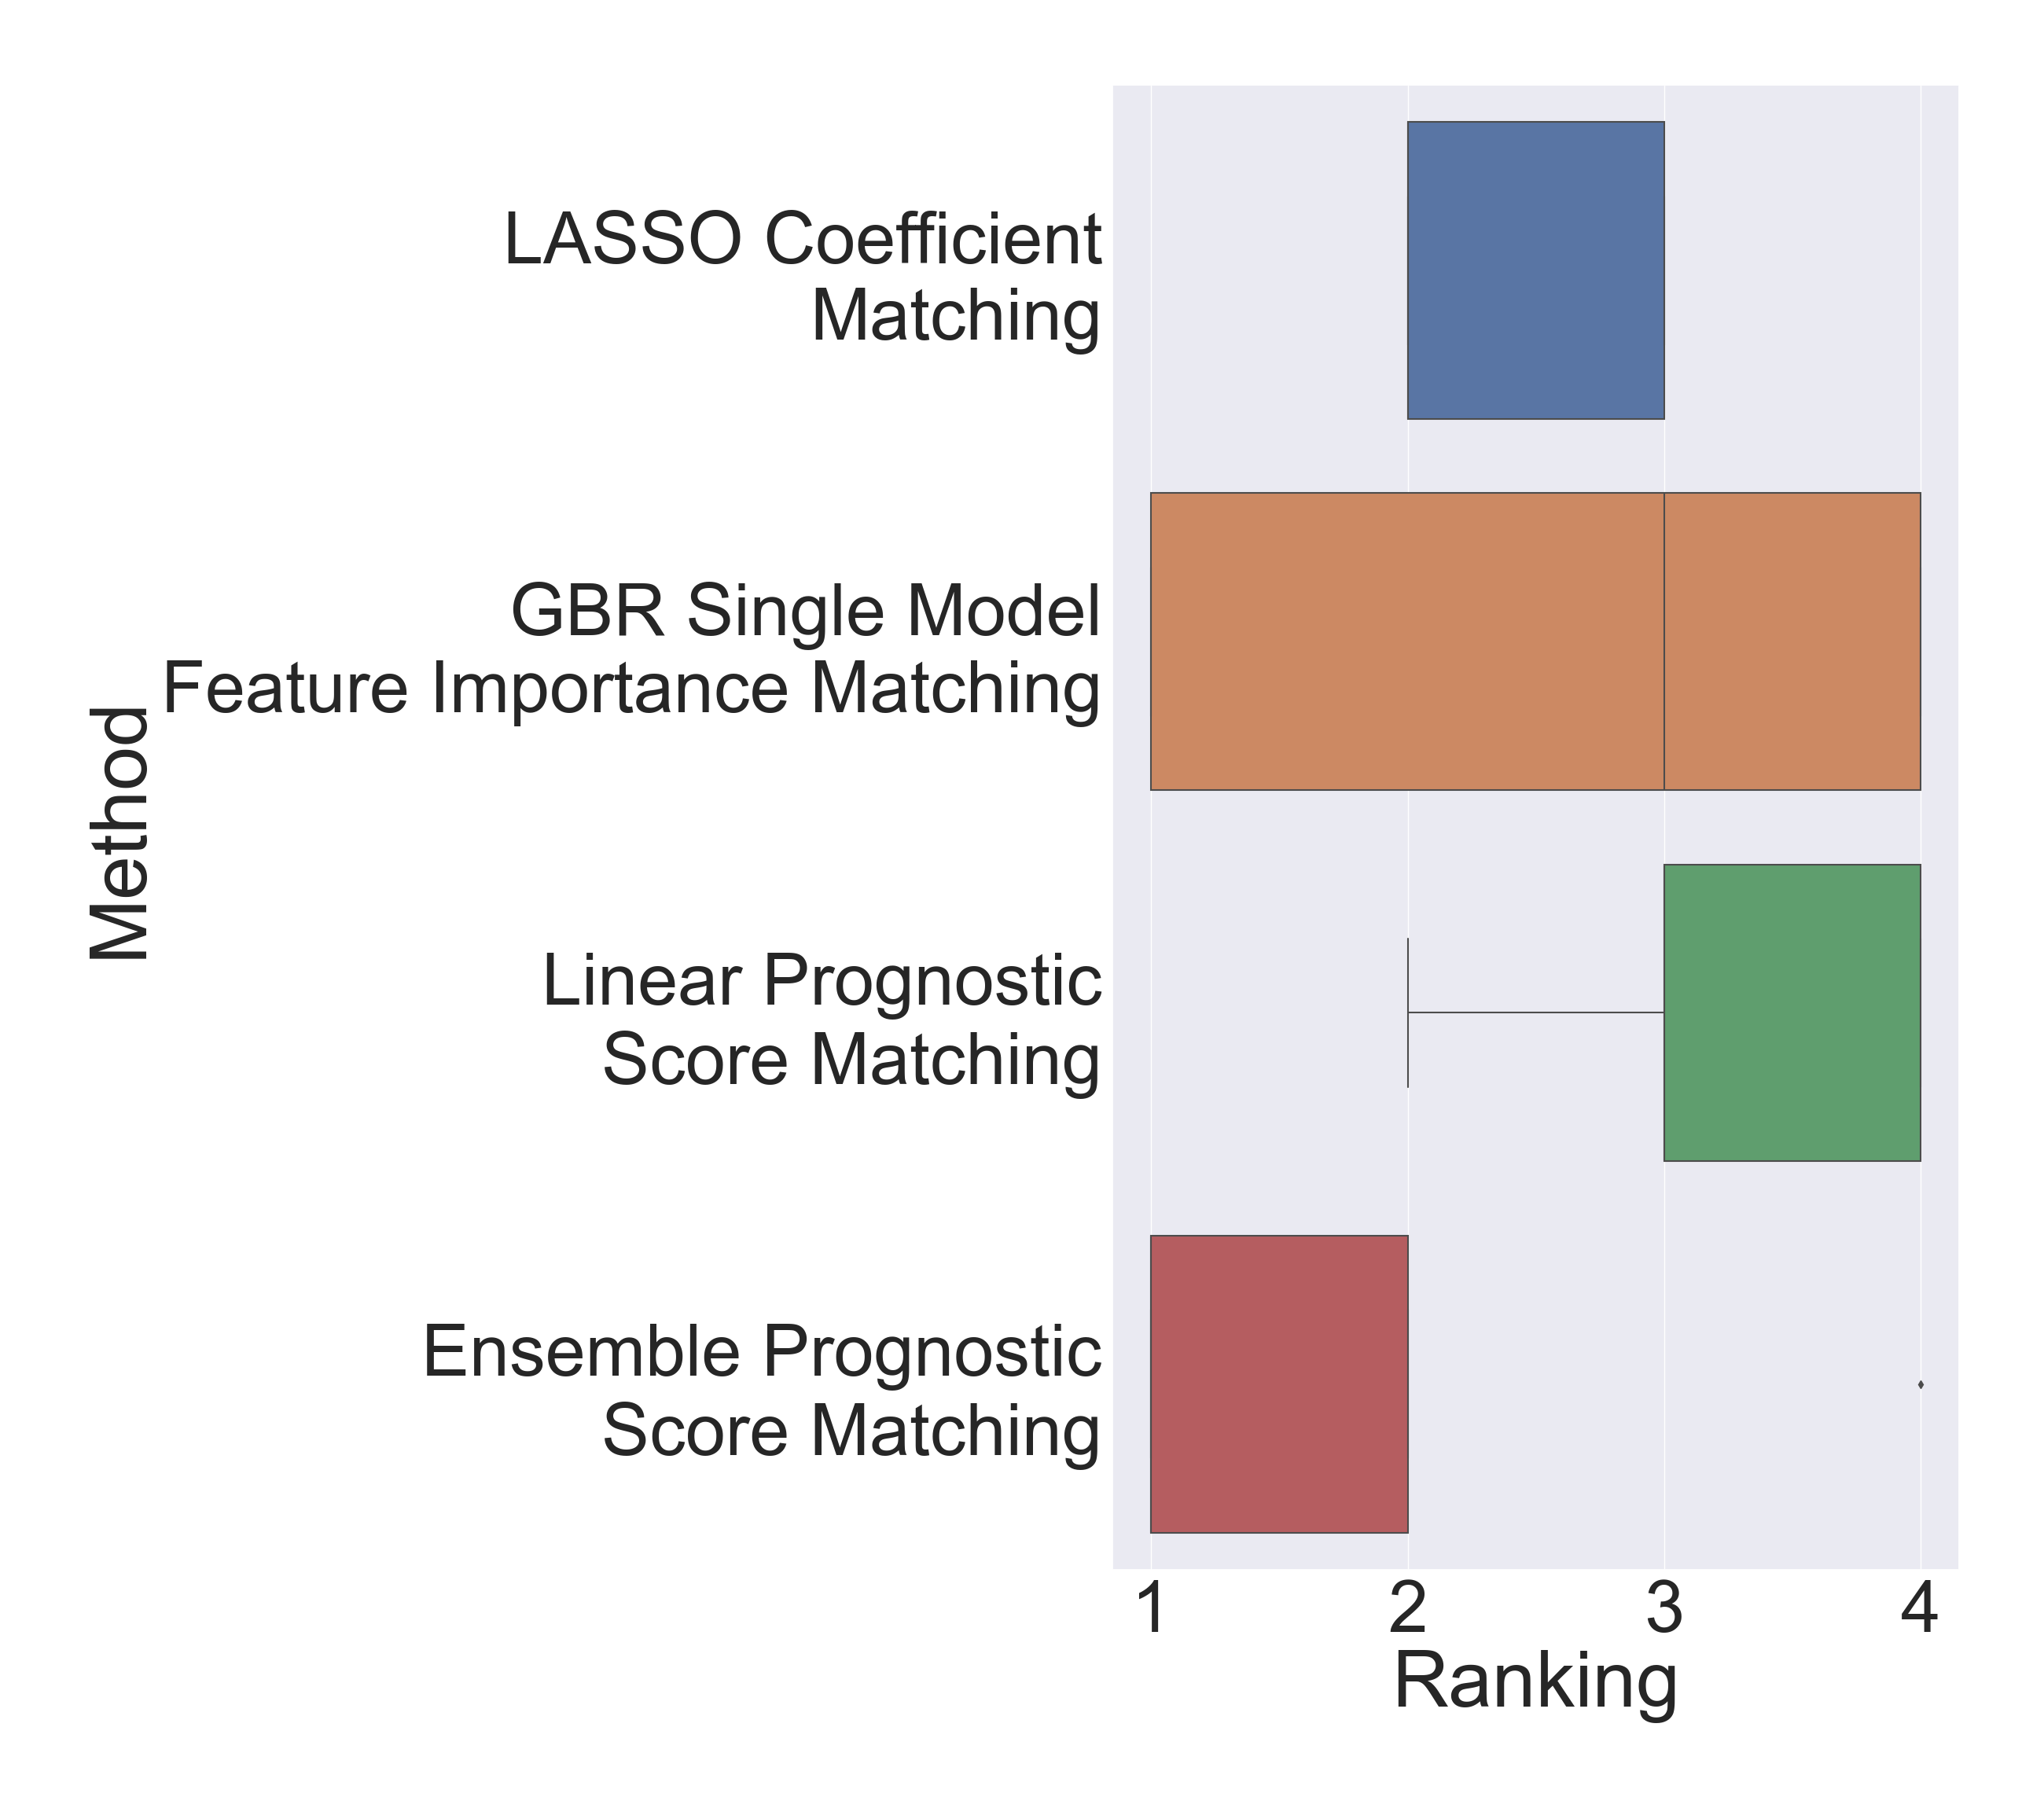 LASSO Coefficient
Matching
GBR Single Model
Feature Importance Matching
Linear Prognostic
Score Matching
Ensemble Prognostic
Score Matching
Method
1 2 3 4
Ranking